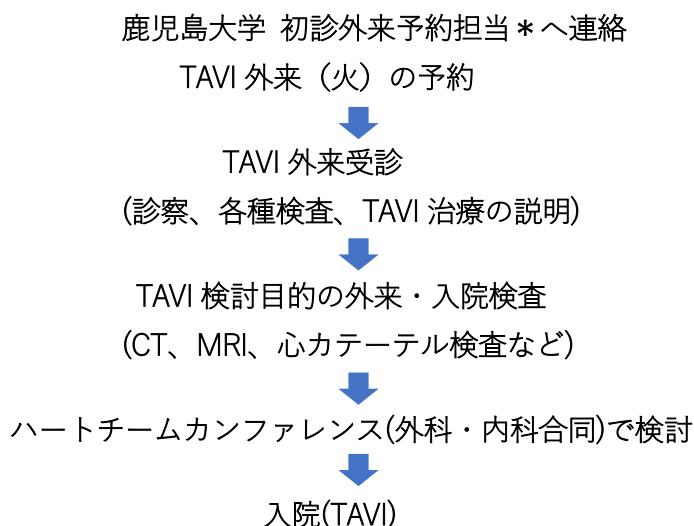 鹿児島大学 初診外来予約担当＊へ連絡
TAVI 外来（火）の予約
TAVI 外来受診
(診察、各種検査、TAVI 治療の説明)
TAVI 検討目的の外来・入院検査
(CT、MRI、心カテーテル検査など)
ハートチームカンファレンス(外科・内科合同)で検討
入院(TAVI)